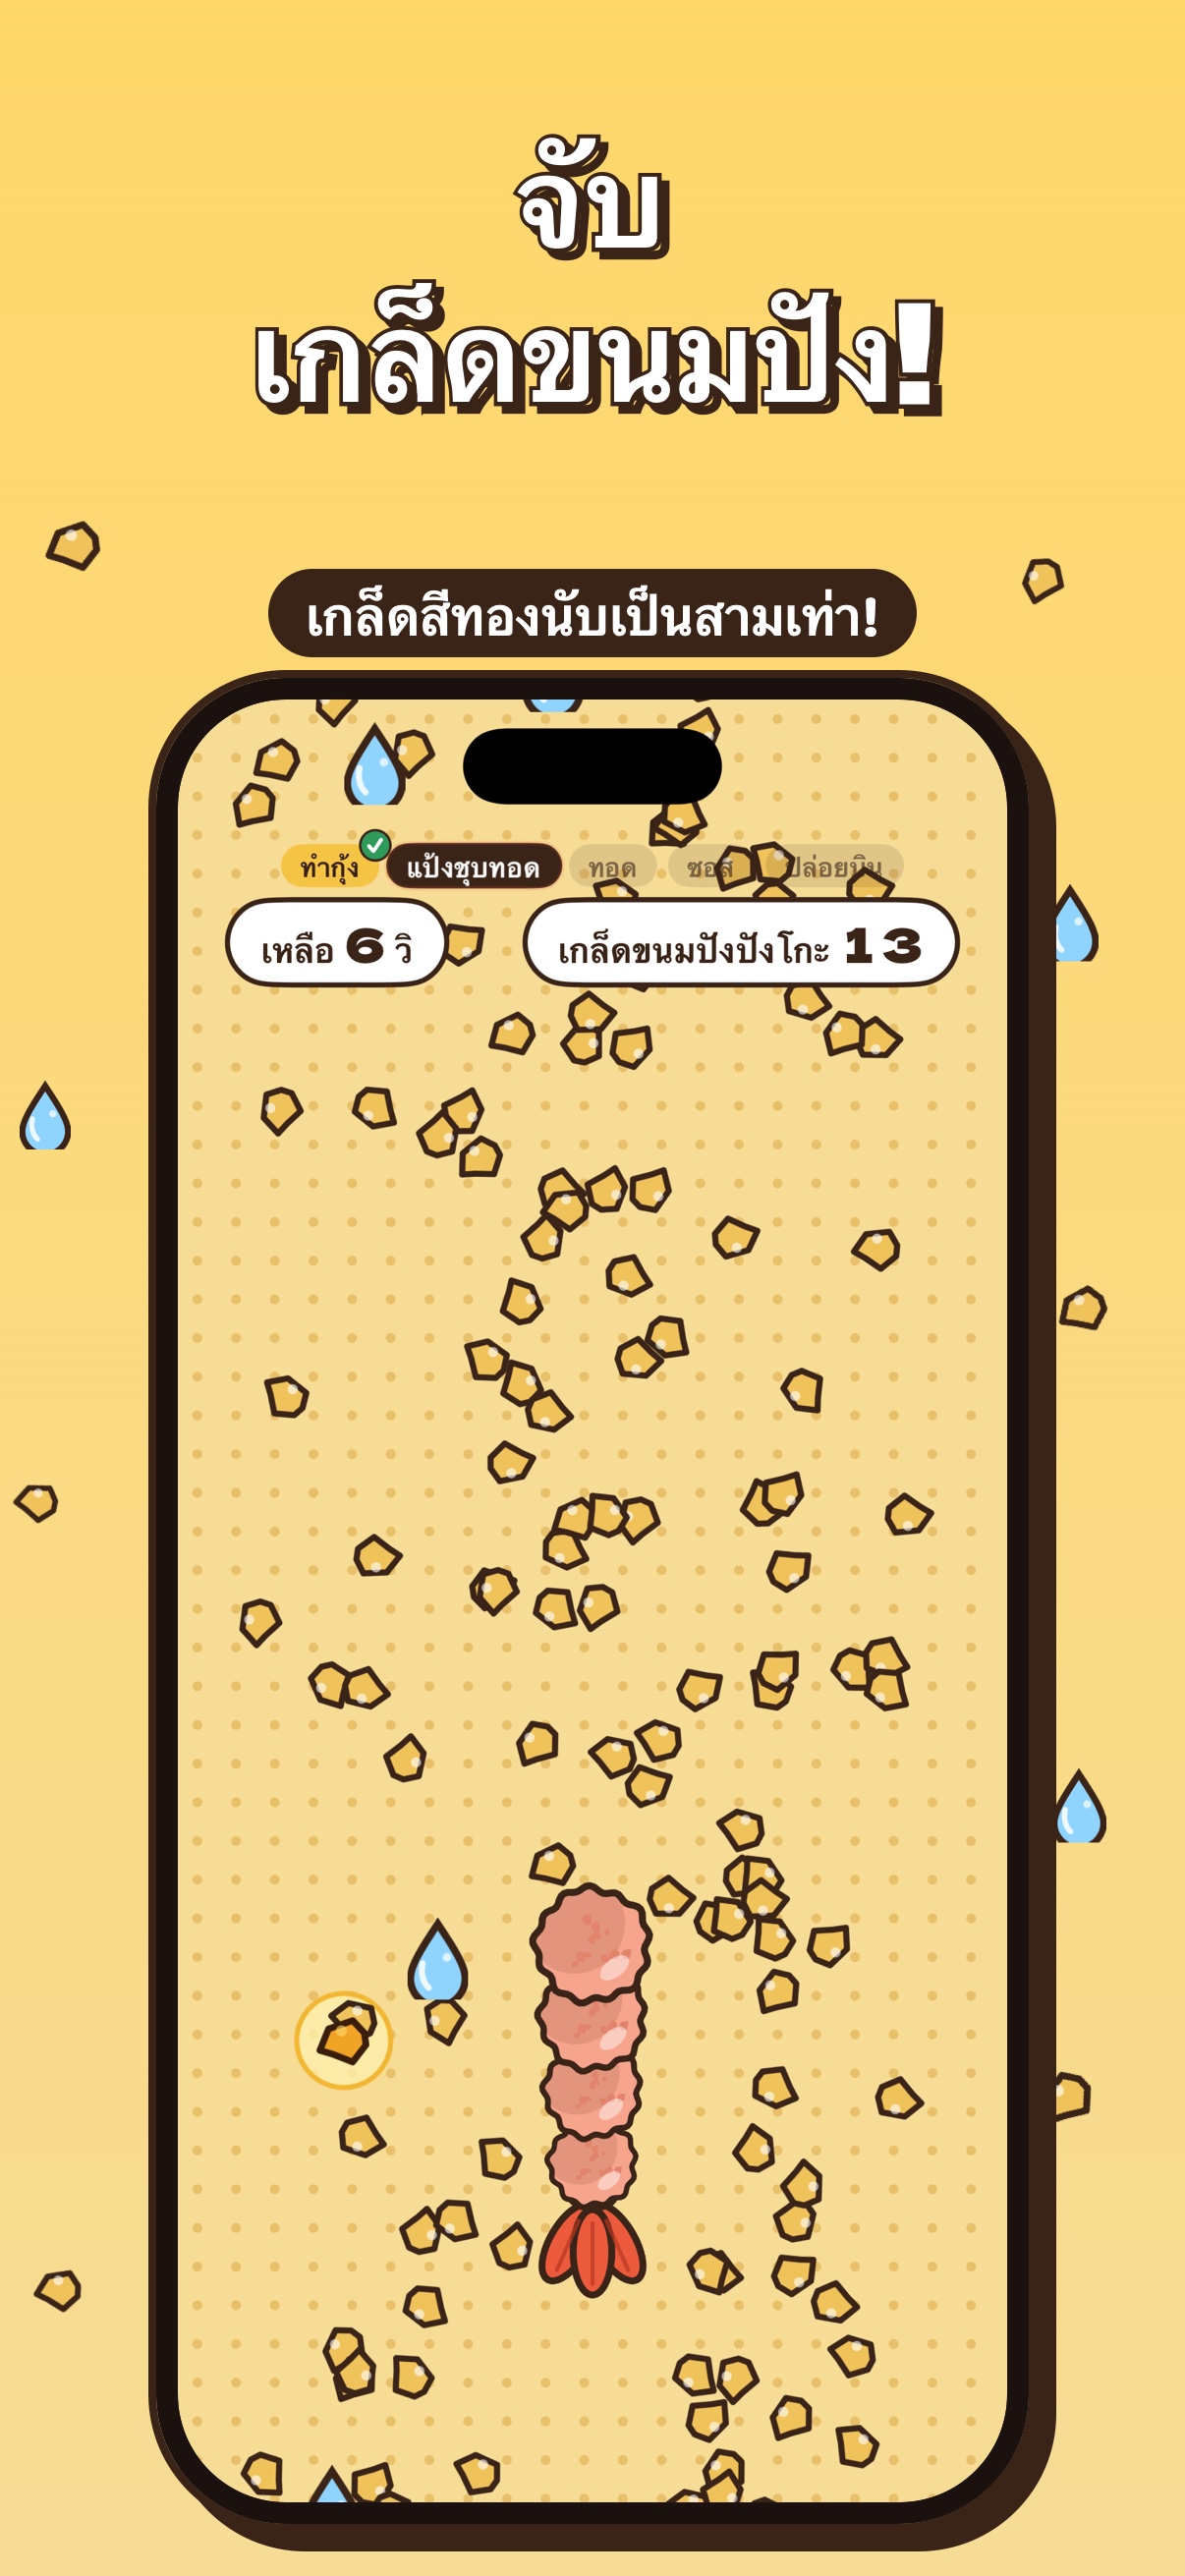 จับ
เกล็ดขนมปัง!
เกล็ดสีทองนับเป็นสามเท่า!
ทำกุ้ง แป้งชุบทอด ทอด ซอส ปล่อยบิน
เหลือ 6 วิ เกล็ดขนมปังปังโกะ 13